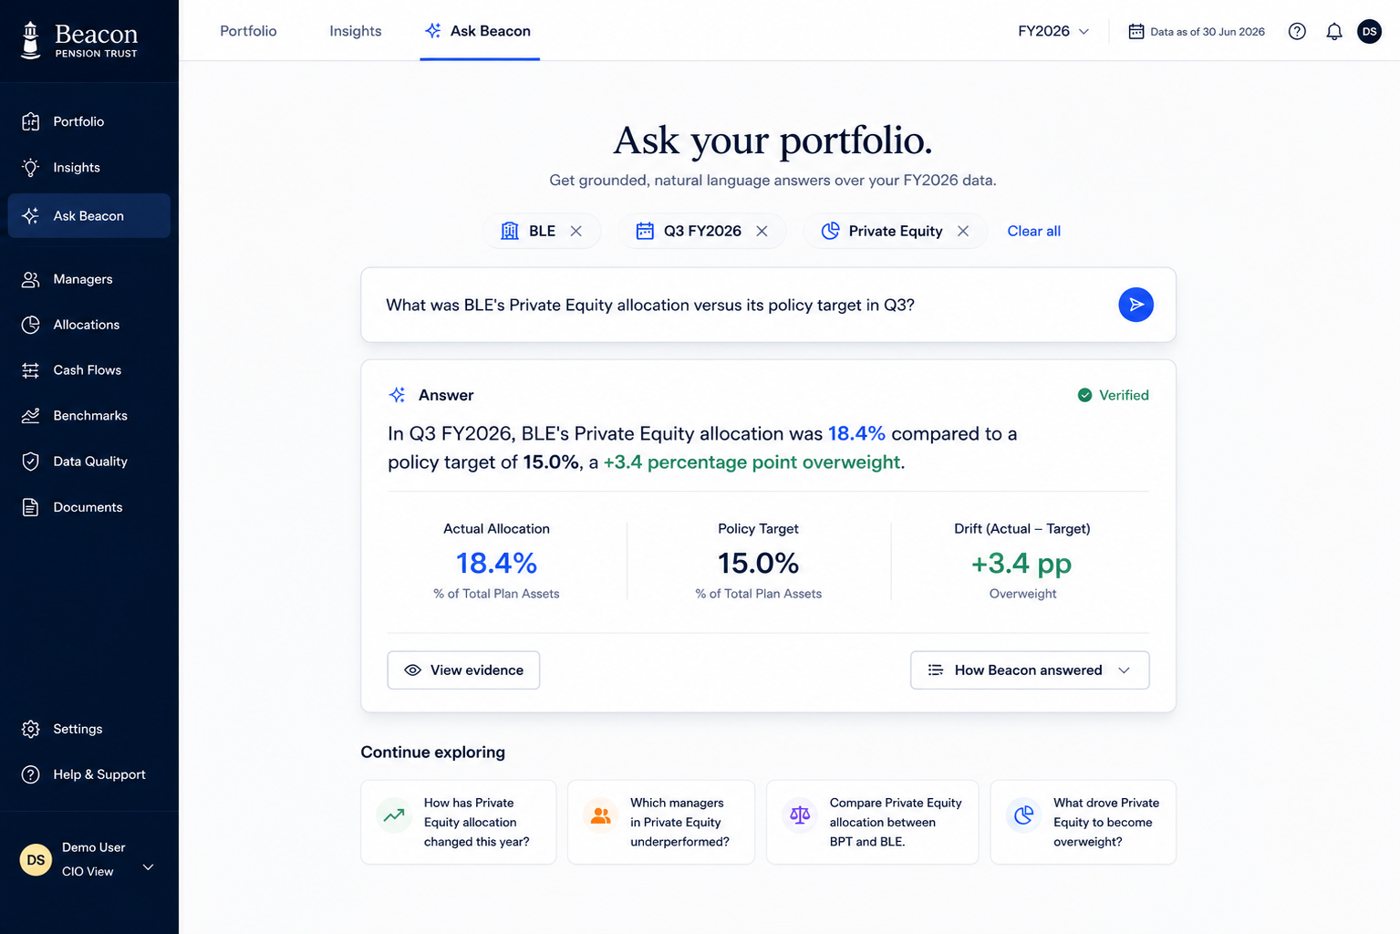 Beacon
PENSION TRUST
Portfolio
Insights
Ask Beacon
Managers
Allocations
Cash Flows
Benchmarks
Data Quality
Documents
Settings
Help & Support
DS
Demo User
CIO View
Portfolio
Insights
Ask Beacon
FY2026
Data as of 30 Jun 2026
DS
Ask your portfolio.
Get grounded, natural language answers over your FY2026 data.
BLE
Q3 FY2026
Private Equity
Clear all
What was BLE's Private Equity allocation versus its policy target in Q3?
Answer
Verified
In Q3 FY2026, BLE's Private Equity allocation was 18.4% compared to a
policy target of 15.0%, a +3.4 percentage point overweight.
Actual Allocation
18.4%
% of Total Plan Assets
Policy Target
15.0%
% of Total Plan Assets
Drift (Actual – Target)
+3.4 pp
Overweight
View evidence
How Beacon answered
Continue exploring
How has Private
Equity allocation
changed this year?
Which managers
in Private Equity
underperformed?
Compare Private Equity
allocation between
BPT and BLE.
What drove Private
Equity to become
overweight?